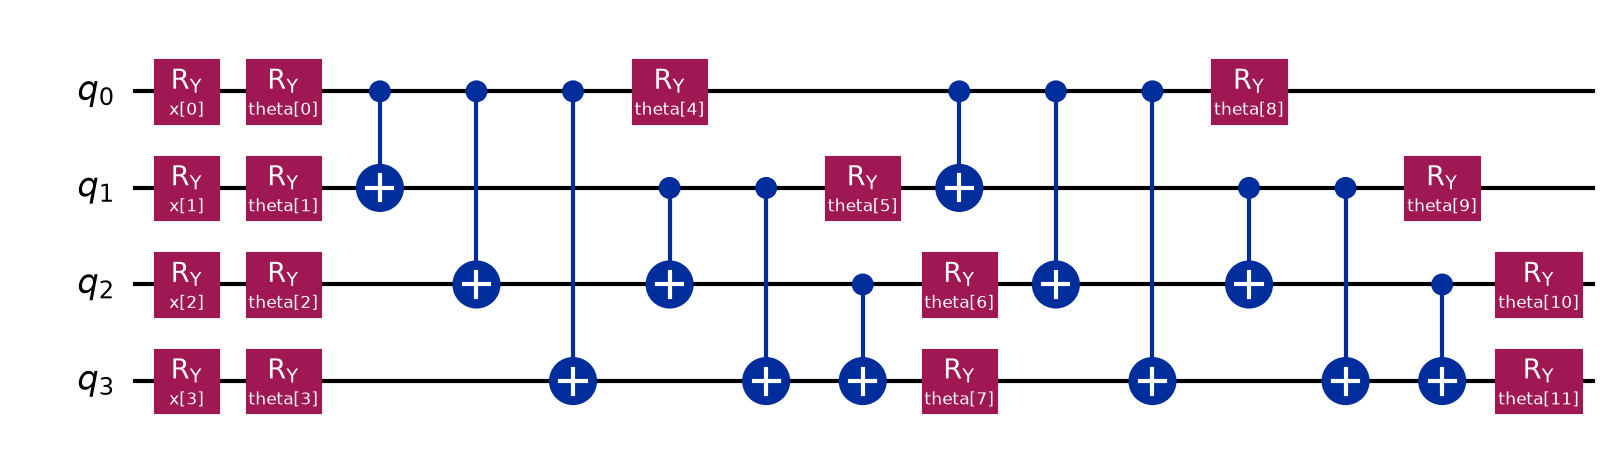 q0 RY x[0] RY theta[0] RY theta[4] RY theta[8]
q1 RY x[1] RY theta[1] RY theta[5] RY theta[9]
q2 RY x[2] RY theta[2] RY theta[6] RY theta[10]
q3 RY x[3] RY theta[3] RY theta[7] RY theta[11]